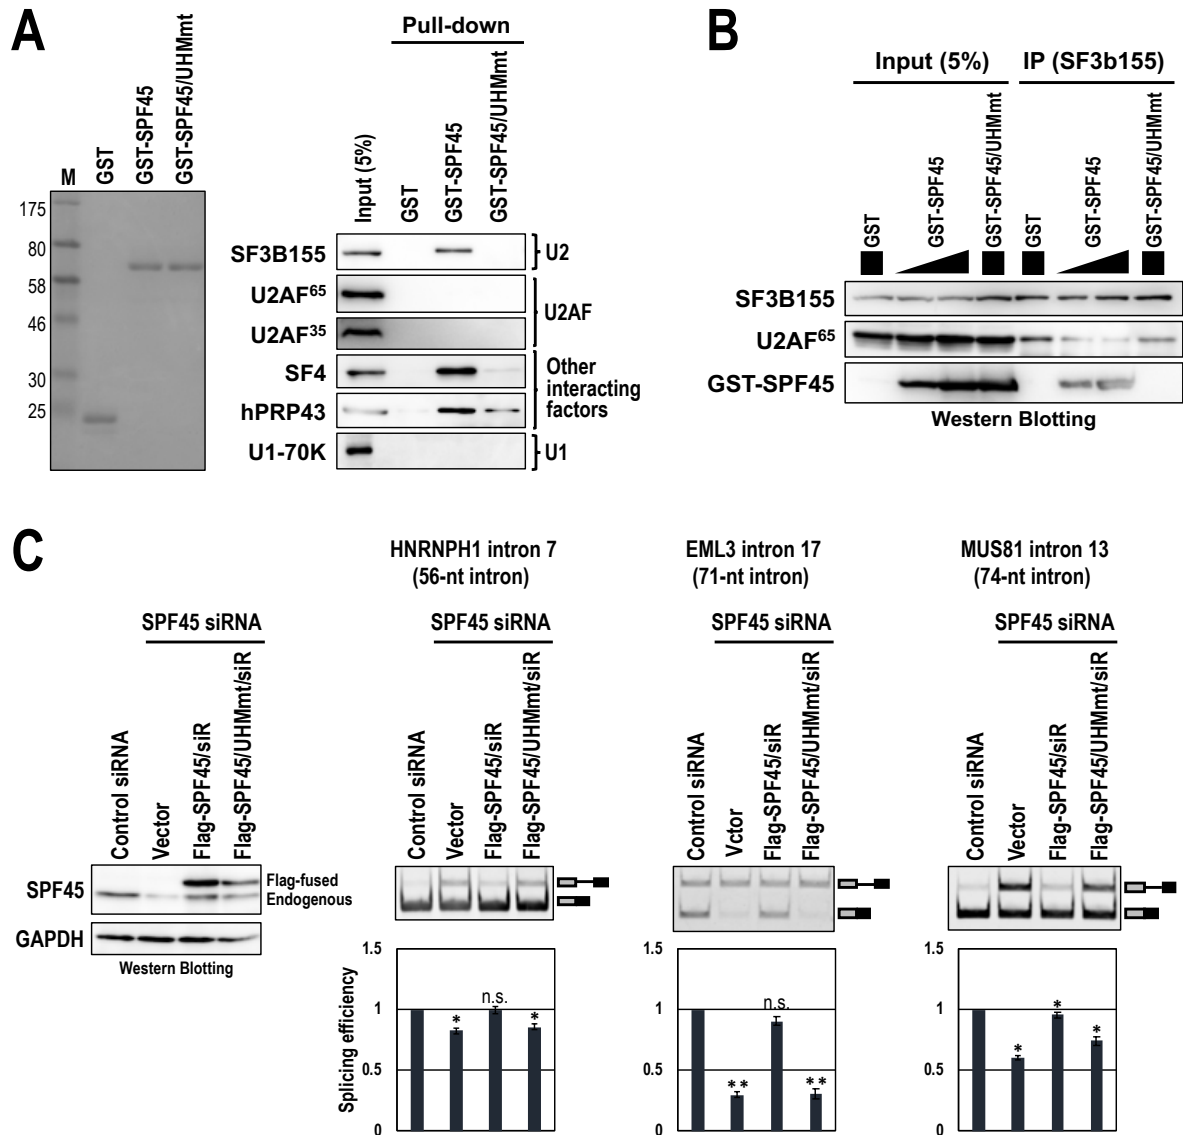 A
M
GST
GST-SPF45
GST-SPF45/UHMmt
175
80
58
46
30
25
Pull-down
Input (5%)
GST
GST-SPF45
GST-SPF45/UHMmt
SF3B155
U2
U2AF65
U2AF35
U2AF
SF4
hPRP43
Other
interacting
factors
U1-70K
U1
B
Input (5%)
IP (SF3b155)
GST
GST-SPF45
GST-SPF45/UHMmt
GST
GST-SPF45
GST-SPF45/UHMmt
SF3B155
U2AF65
GST-SPF45
Western Blotting
C
SPF45 siRNA
Control siRNA
Vector
Flag-SPF45/siR
Flag-SPF45/UHMmt/siR
SPF45
Flag-fused
Endogenous
GAPDH
Western Blotting
HNRNPH1 intron 7
(56-nt intron)
SPF45 siRNA
Control siRNA
Vector
Flag-SPF45/siR
Flag-SPF45/UHMmt/siR
Splicing efficiency
1.5
1
0.5
0
*
n.s.
*
EML3 intron 17
(71-nt intron)
SPF45 siRNA
Control siRNA
Vctor
Flag-SPF45/siR
Flag-SPF45/UHMmt/siR
1.5
1
0.5
0
**
n.s.
**
MUS81 intron 13
(74-nt intron)
SPF45 siRNA
Control siRNA
Vector
Flag-SPF45/siR
Flag-SPF45/UHMmt/siR
1.5
1
0.5
0
*
*
*